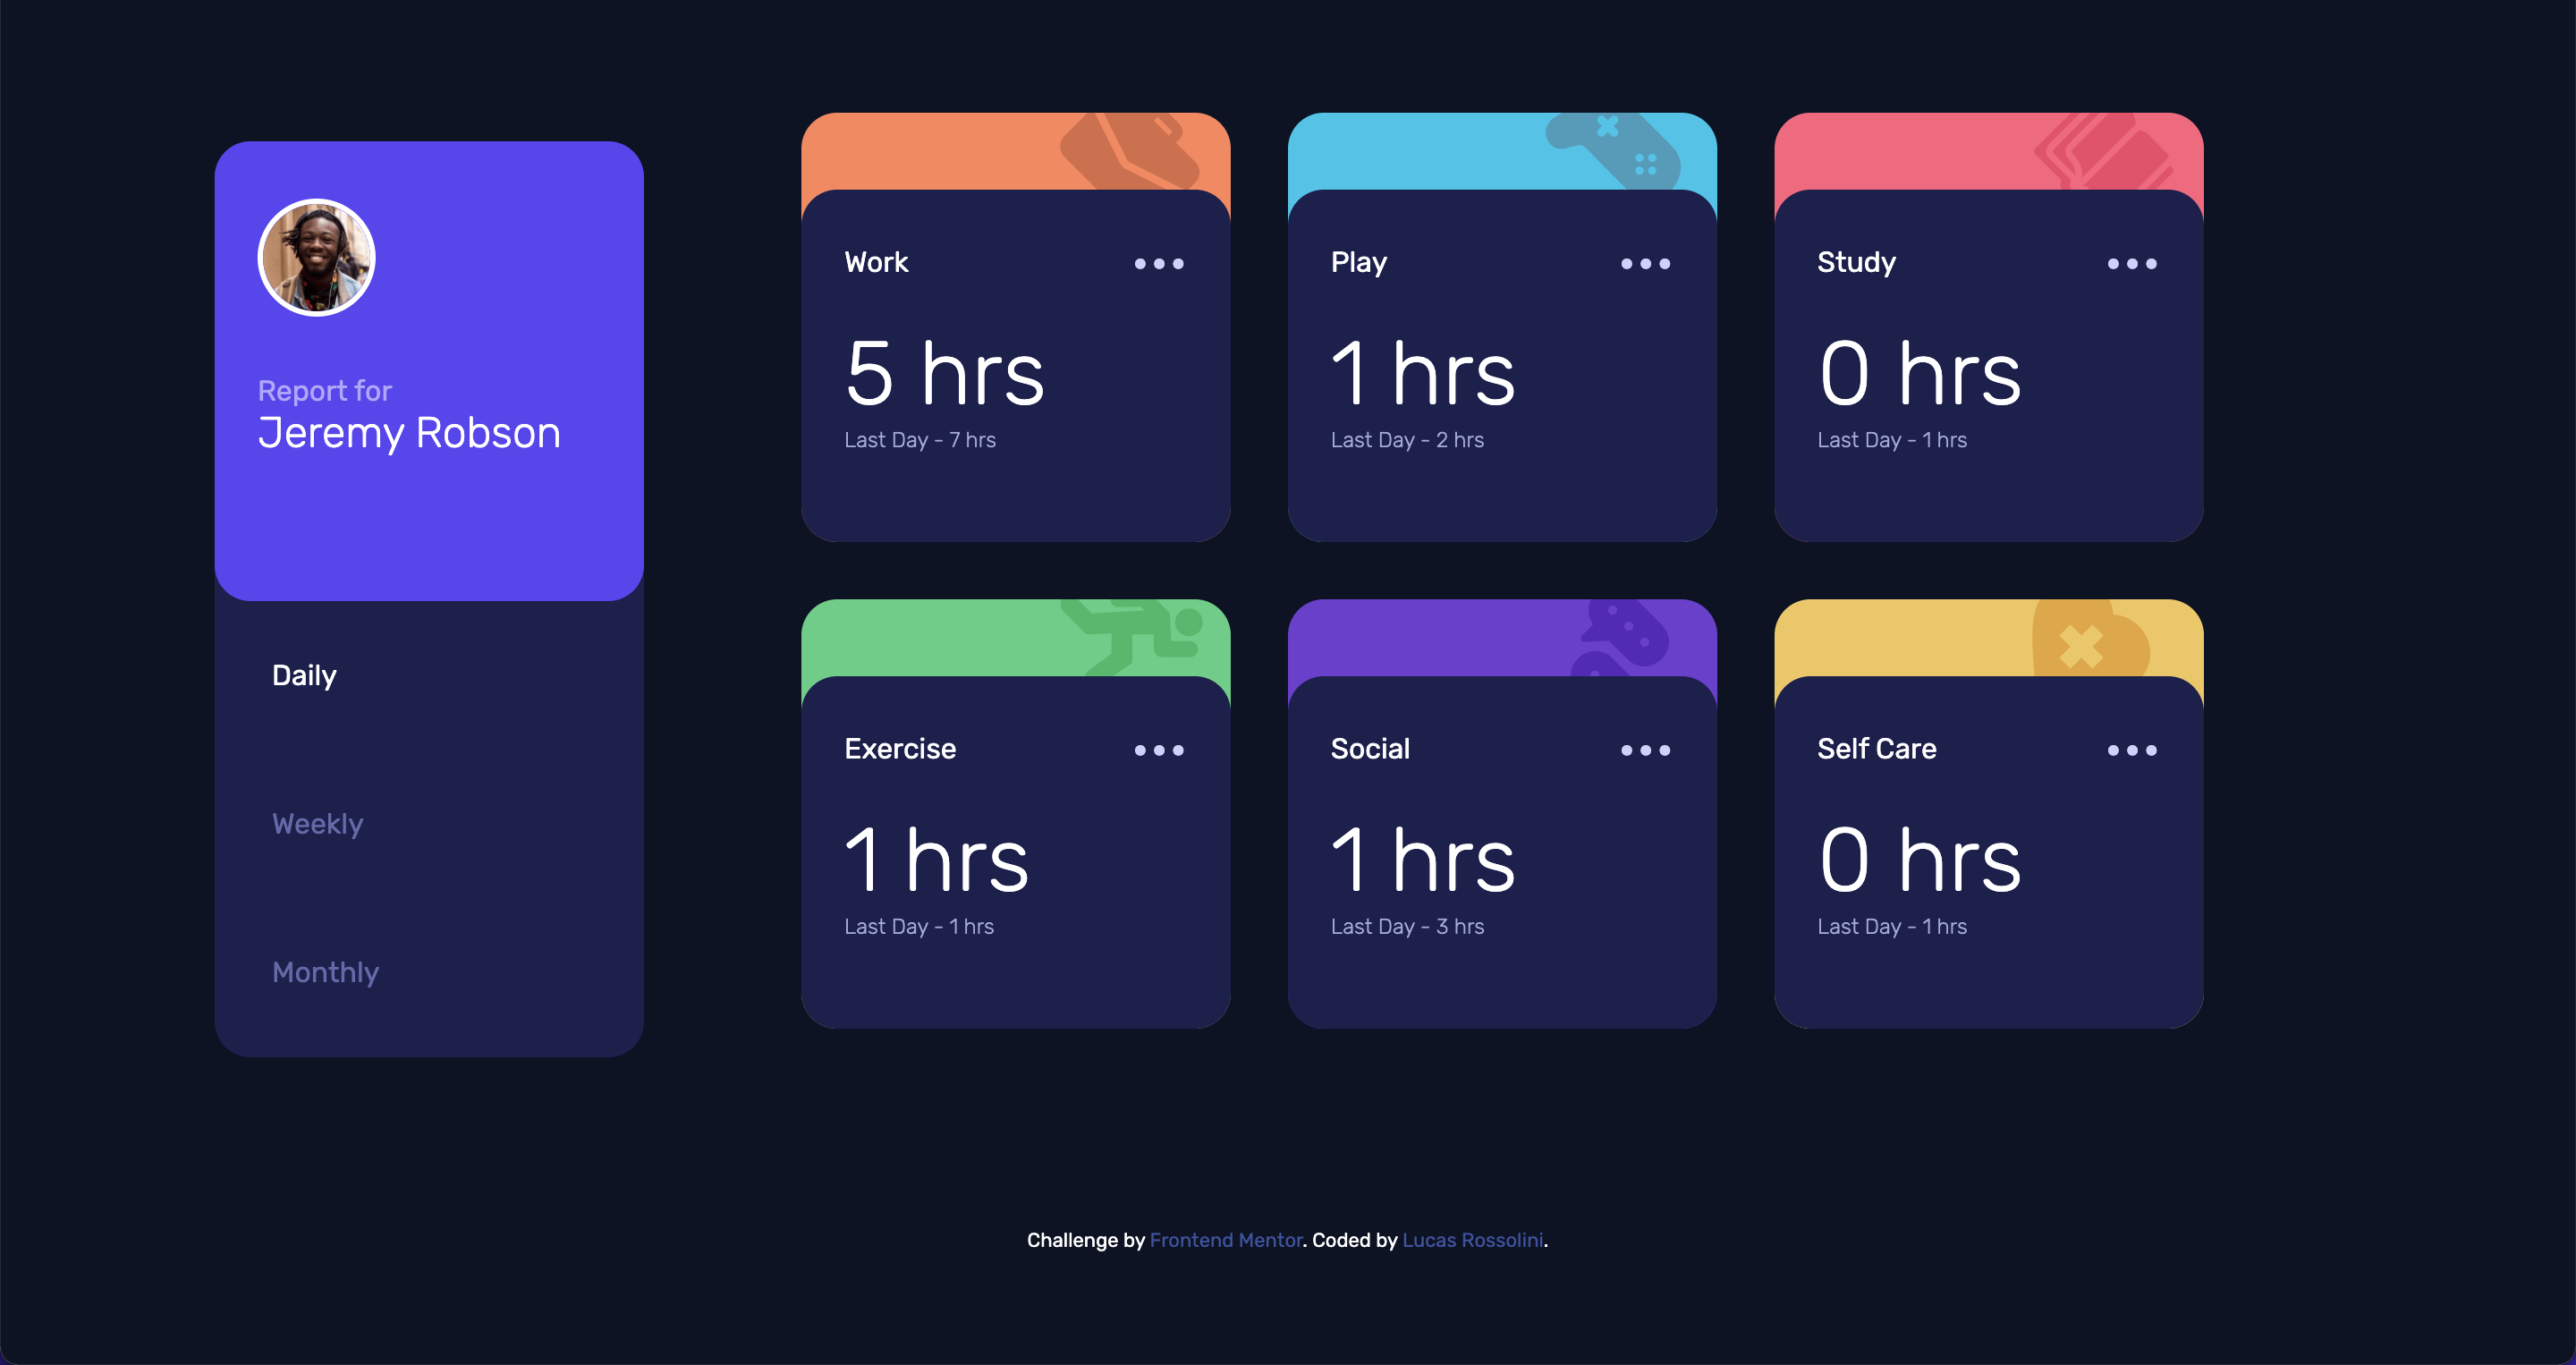 Report for
Jeremy Robson
Daily
Weekly
Monthly
Work
5 hrs
Last Day - 7 hrs
Play
1 hrs
Last Day - 2 hrs
Study
0 hrs
Last Day - 1 hrs
Exercise
1 hrs
Last Day - 1 hrs
Social
1 hrs
Last Day - 3 hrs
Self Care
0 hrs
Last Day - 1 hrs
Challenge by Frontend Mentor. Coded by Lucas Rossolini.